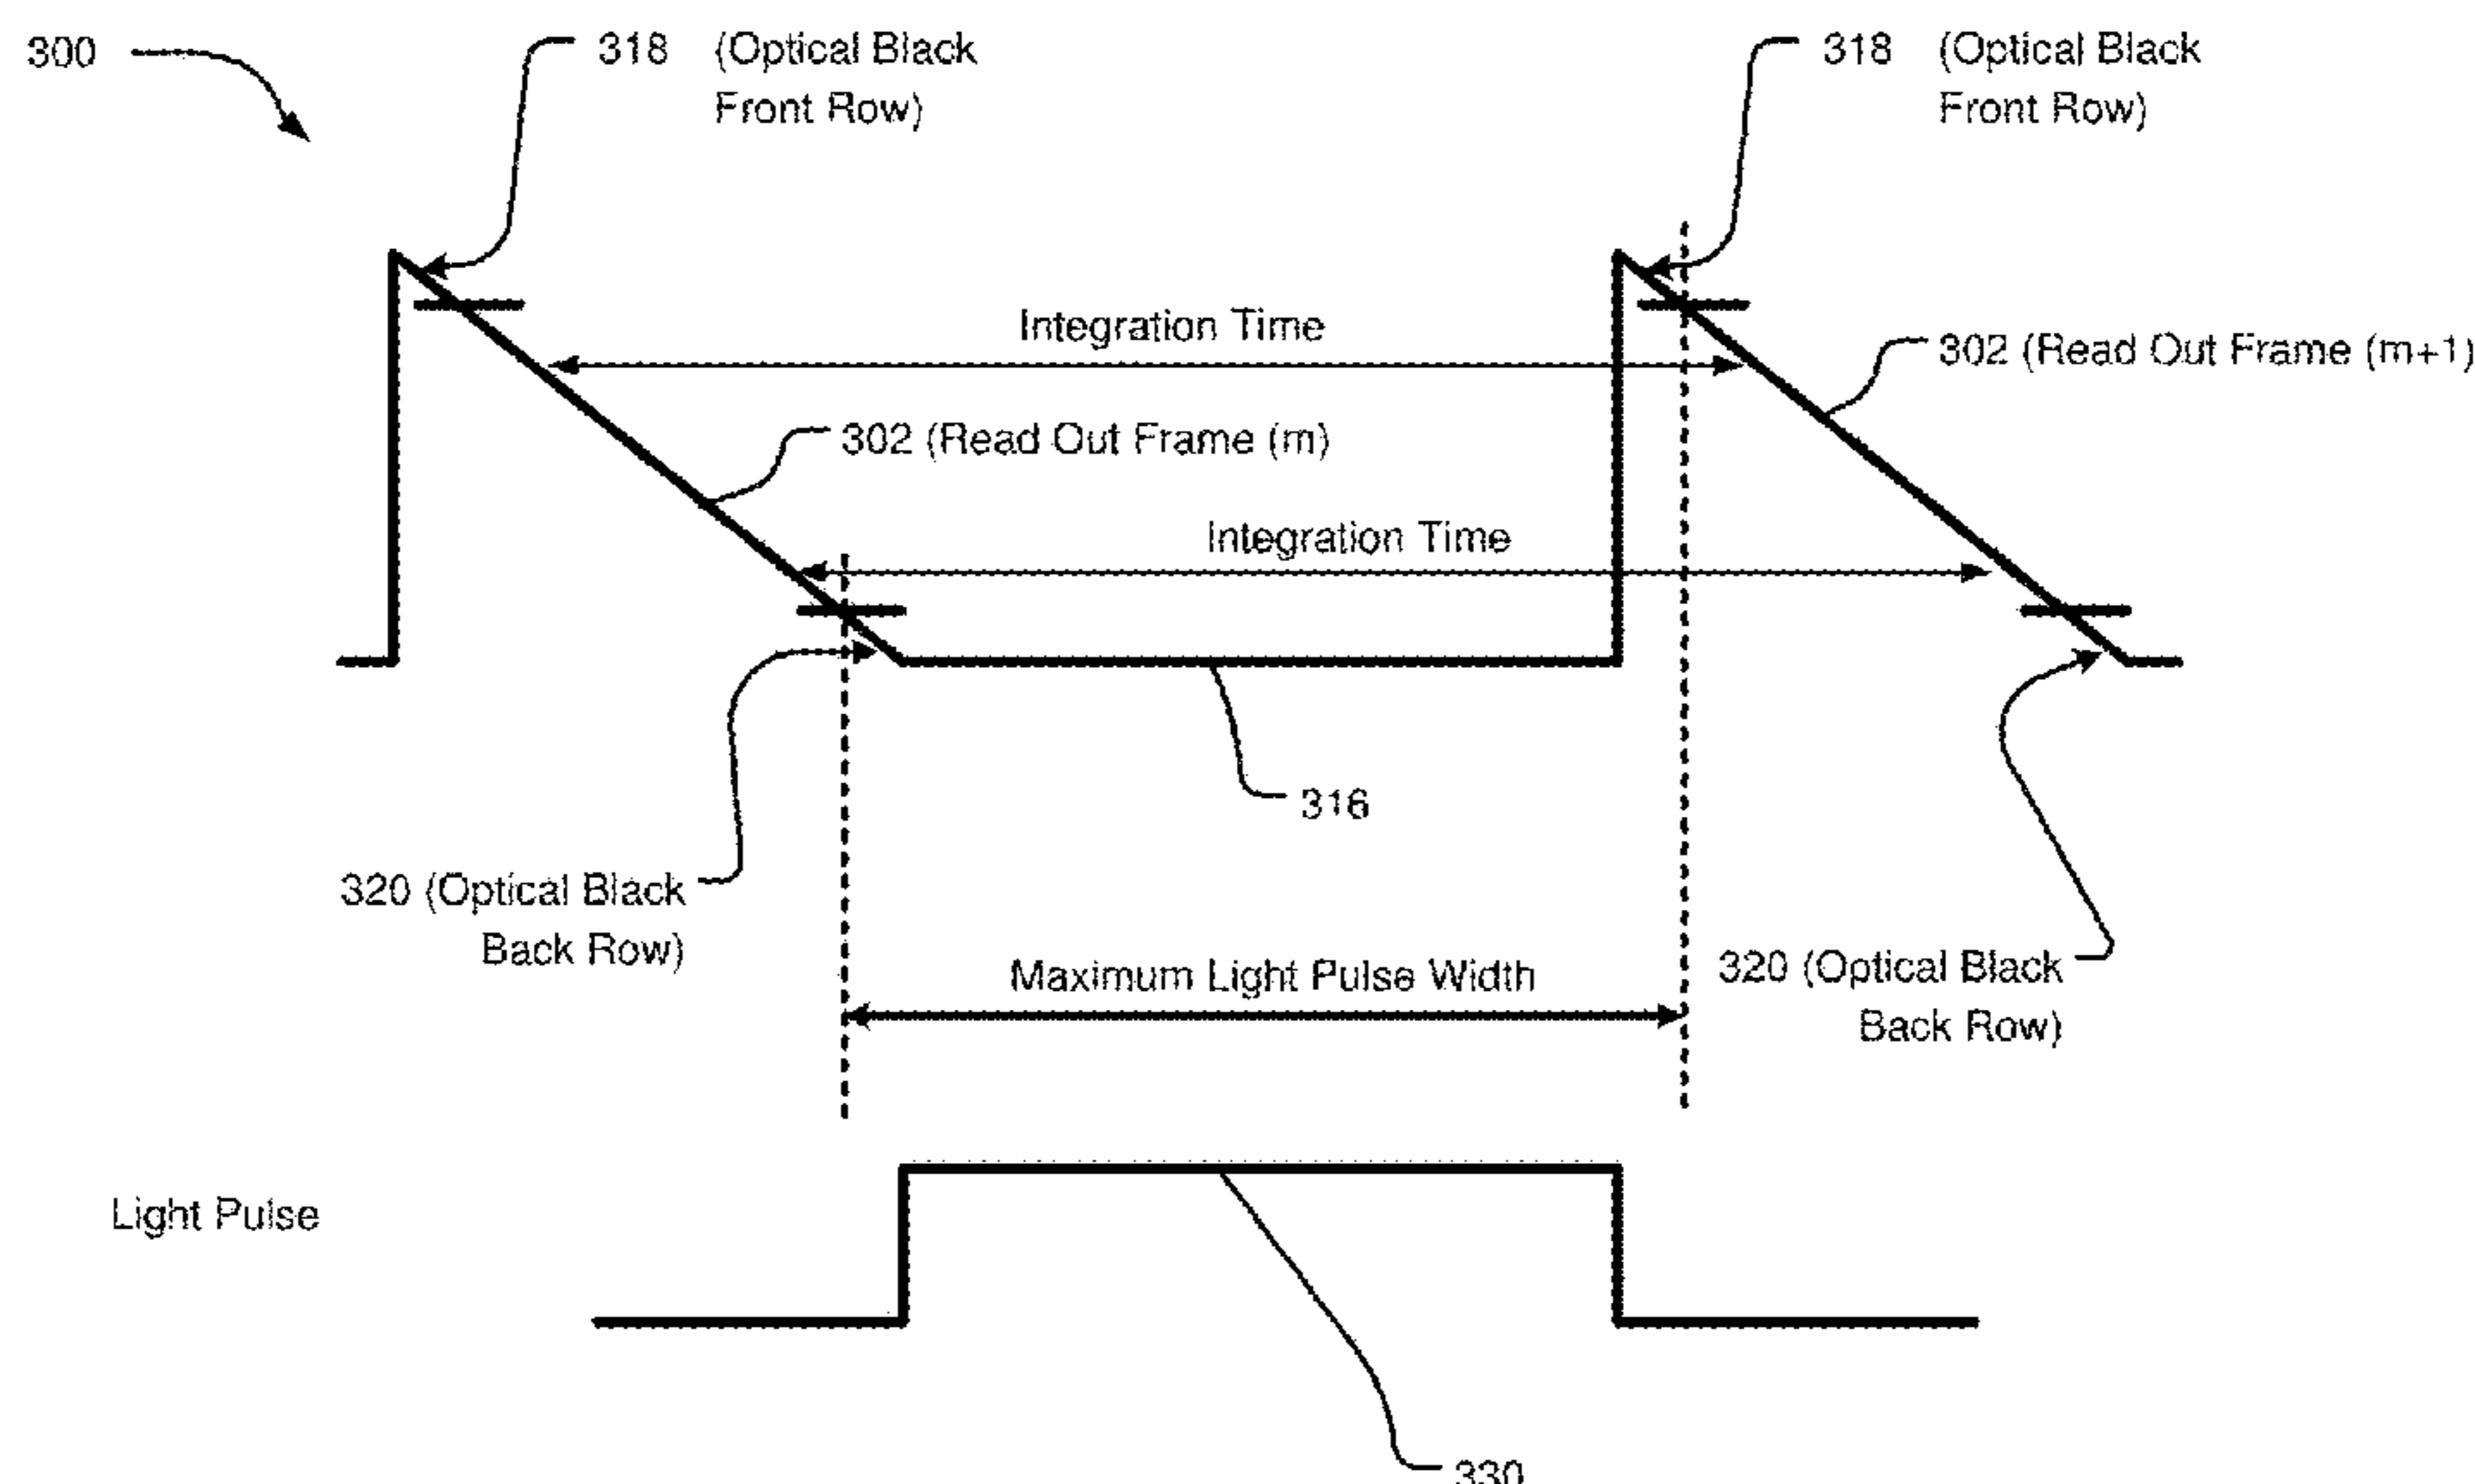 300
318 (Optical Black
Front Row)
318 (Optical Black
Front Row)
Integration Time
302 (Read Out Frame (m+1)
302 (Read Out Frame (m)
Integration Time
316
320 (Optical Black
Back Row)
Maximum Light Pulse Width
320 (Optical Black
Back Row)
Light Pulse
330